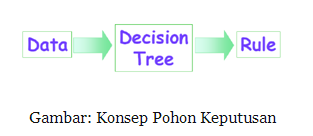 Data
Decision
Tree
Rule
Gambar: Konsep Pohon Keputusan